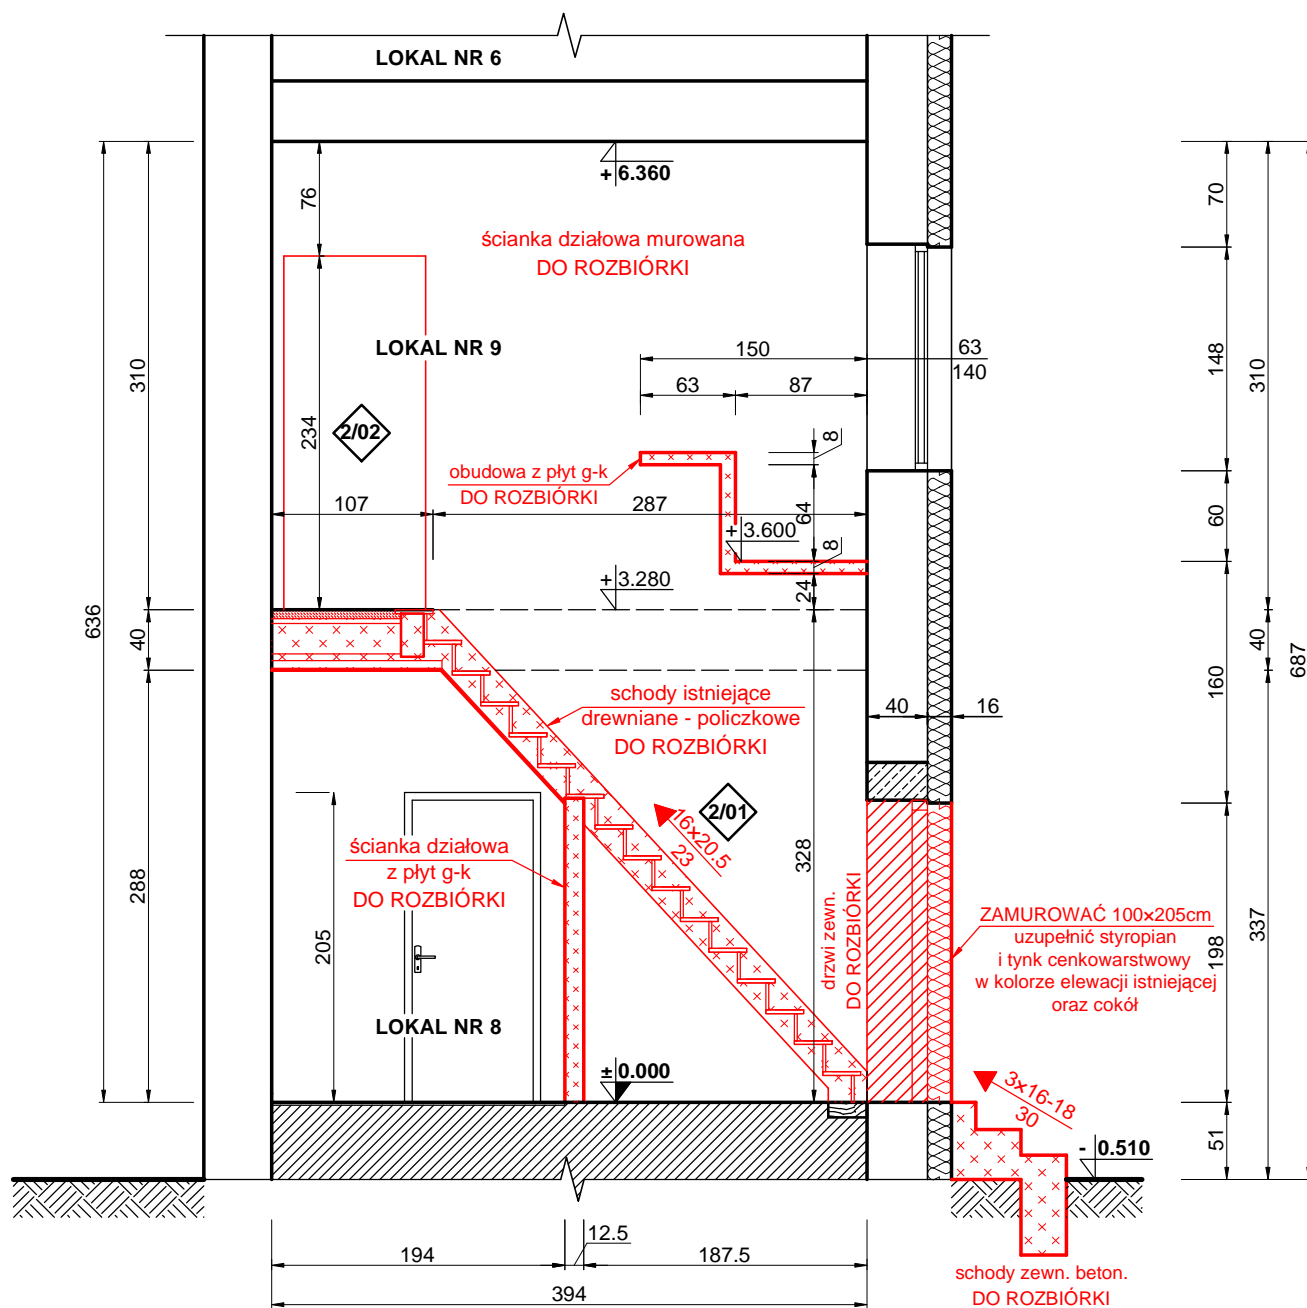 LOKAL NR 6
+ 6.360
76
70
ścianka działowa murowana
DO ROZBIÓRKI
LOKAL NR 9
310
636
234
2/02
150
63
140
63
87
148
310
687
obudowa z płyt g-k
DO ROZBIÓRKI
8
64
107
287
60
+ 3.600
8
24
+ 3.280
40
40
schody istniejące
drewniane - policzkowe
DO ROZBIÓRKI
160
40
16
2/01
16×20.5
23
328
ścianka działowa
z płyt g-k
DO ROZBIÓRKI
288
205
drzwi zewn.
DO ROZBIÓRKI
ZAMUROWAĆ 100×205cm
uzupełnić styropian
i tynk cenkowarstwowy
w kolorze elewacji istniejącej
oraz cokół
198
337
LOKAL NR 8
± 0.000
3×16-18
30
- 0.510
51
12.5
194
187.5
394
schody zewn. beton.
DO ROZBIÓRKI